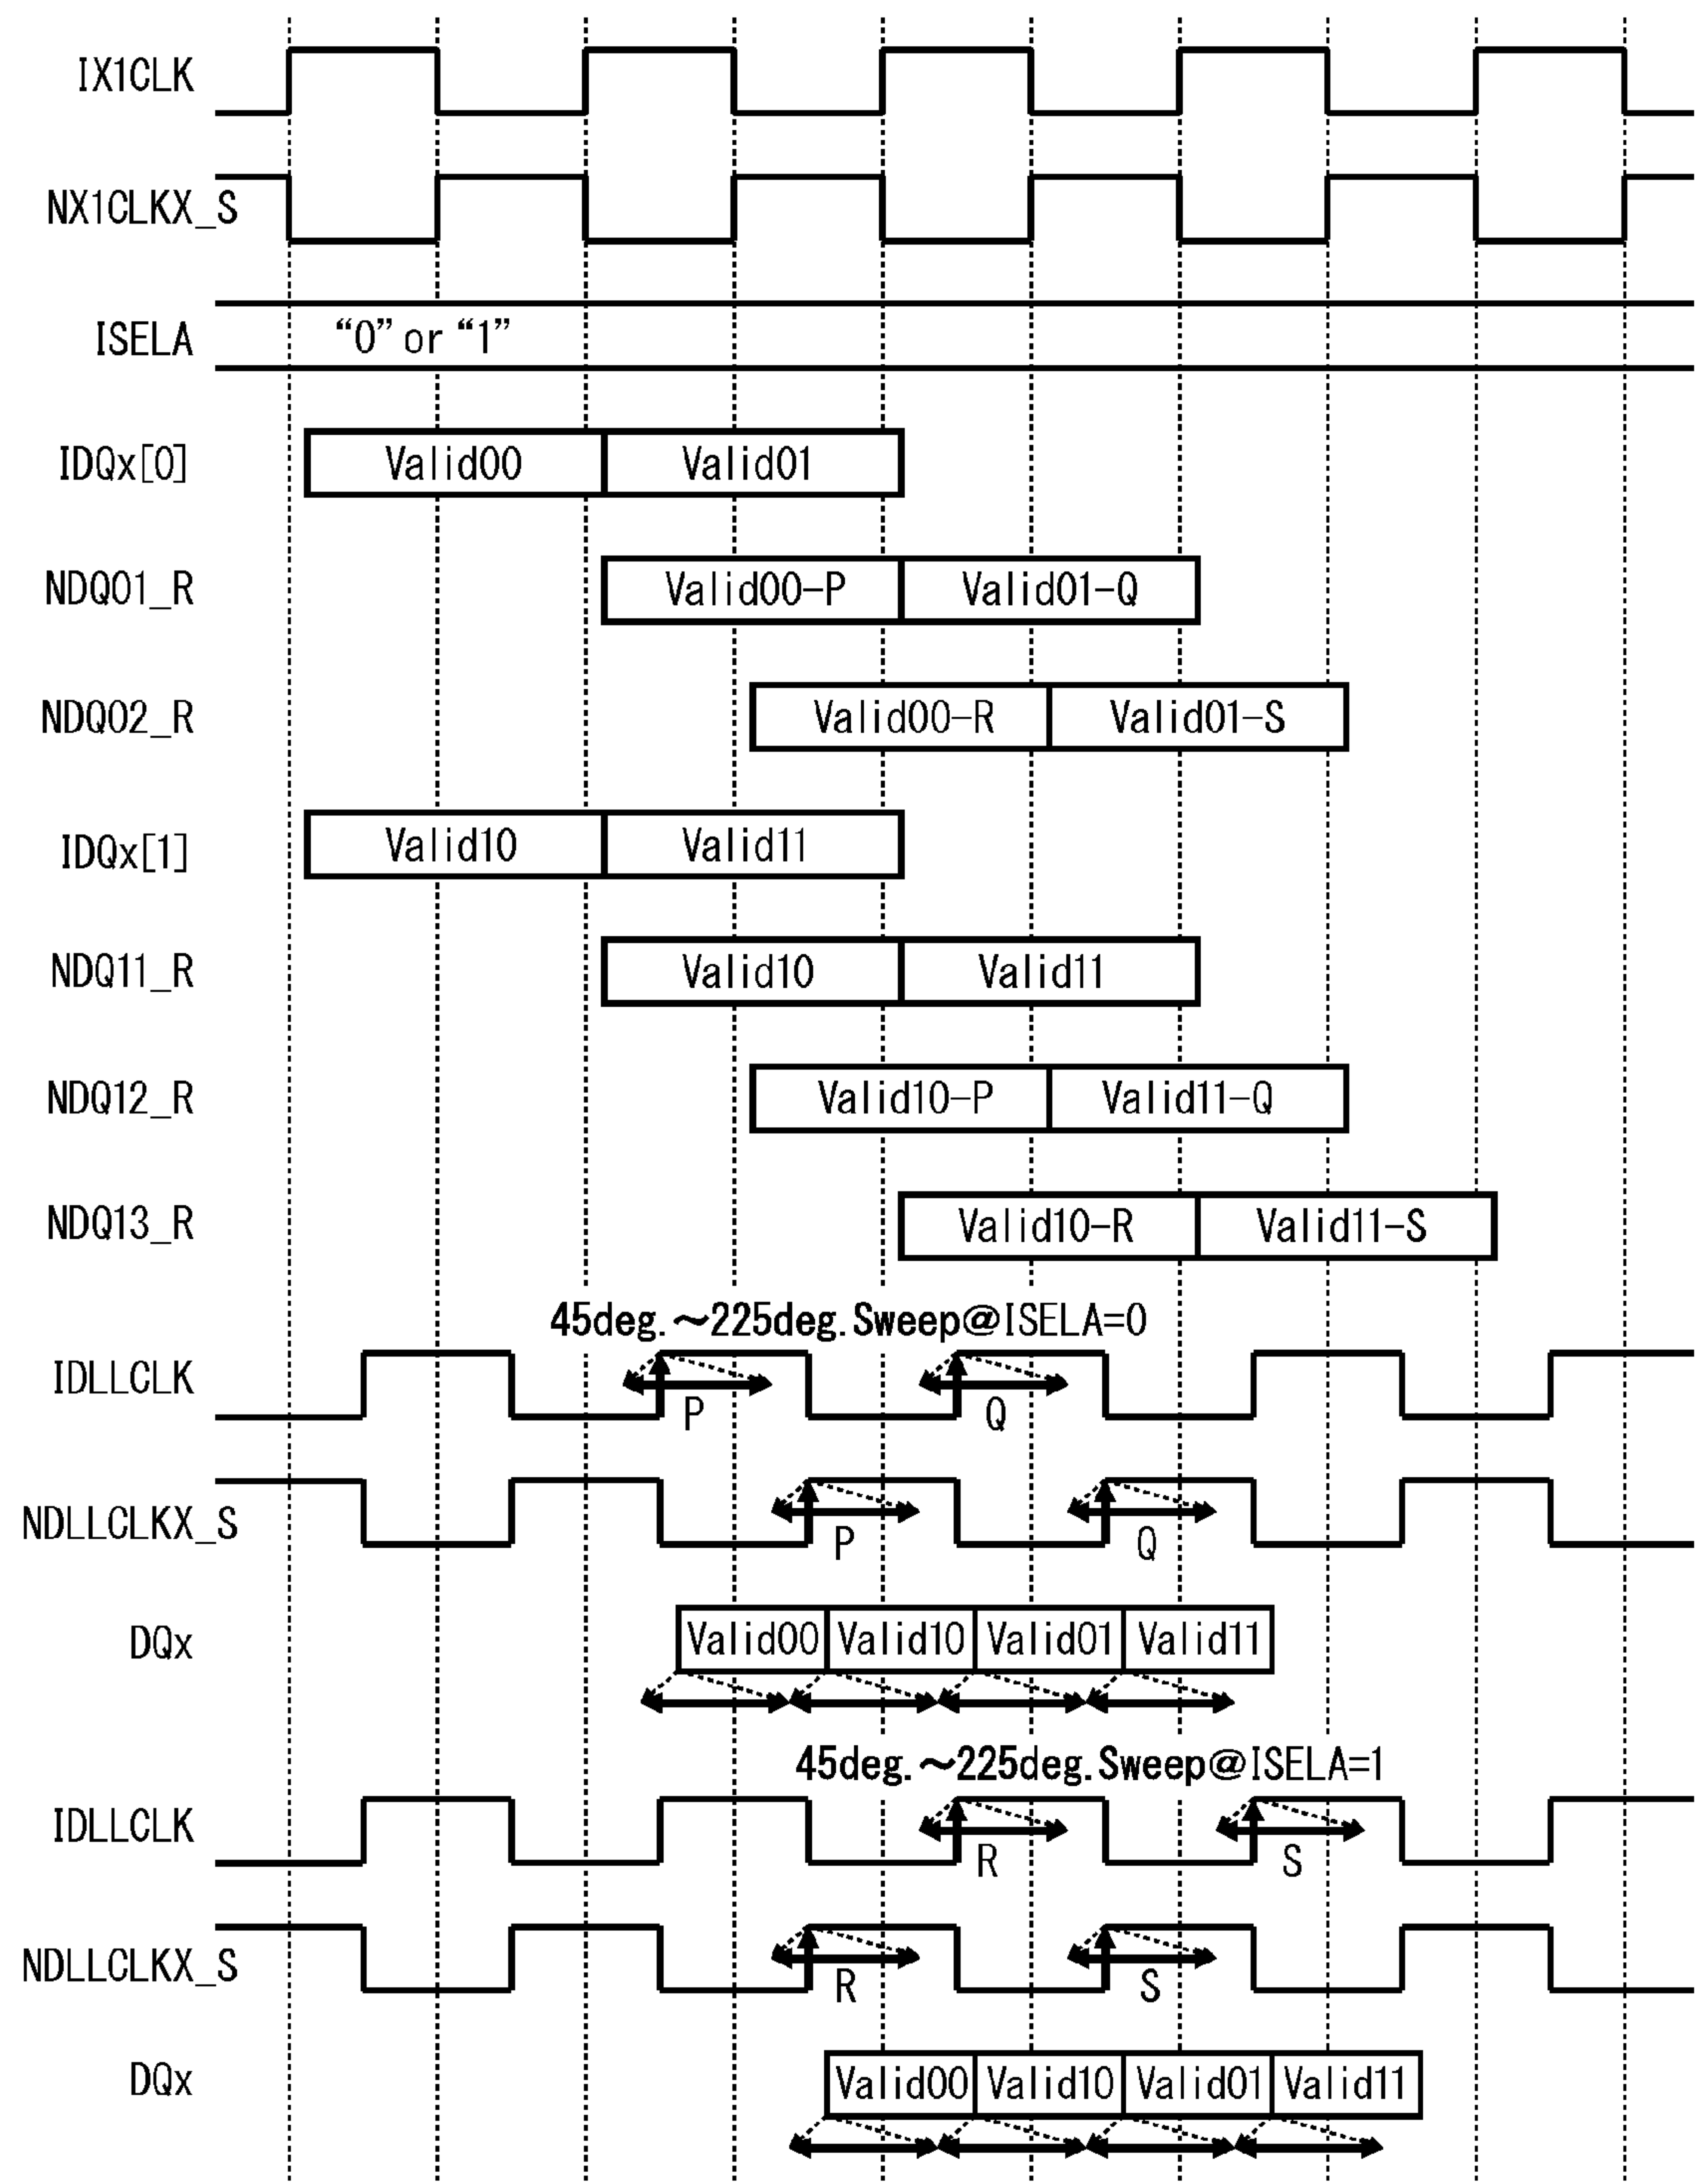 IX1CLK
NX1CLKX_S
ISELA “0” or “1”
IDQx[0] Valid00 Valid01
NDQ01_R Valid00-P Valid01-Q
NDQ02_R Valid00-R Valid01-S
IDQx[1] Valid10 Valid11
NDQ11_R Valid10 Valid11
NDQ12_R Valid10-P Valid11-Q
NDQ13_R Valid10-R Valid11-S
45deg.～225deg.Sweep@ISELA=0
IDLLCLK P Q
NDLLCLKX_S P Q
DQx Valid00 Valid10 Valid01 Valid11
45deg.～225deg.Sweep@ISELA=1
IDLLCLK R S
NDLLCLKX_S R S
DQx Valid00 Valid10 Valid01 Valid11